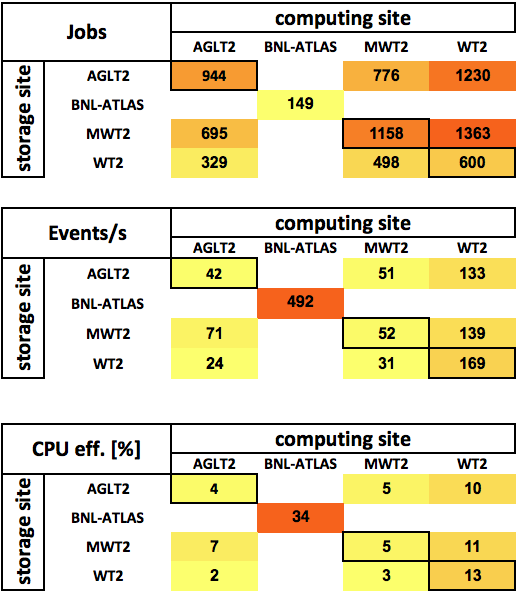 Jobs computing site
AGLT2 BNL-ATLAS MWT2 WT2
storage site
AGLT2 944 776 1230
BNL-ATLAS 149
MWT2 695 1158 1363
WT2 329 498 600
Events/s computing site
AGLT2 BNL-ATLAS MWT2 WT2
storage site
AGLT2 42 51 133
BNL-ATLAS 492
MWT2 71 52 139
WT2 24 31 169
CPU eff. [%] computing site
AGLT2 BNL-ATLAS MWT2 WT2
storage site
AGLT2 4 5 10
BNL-ATLAS 34
MWT2 7 5 11
WT2 2 3 13